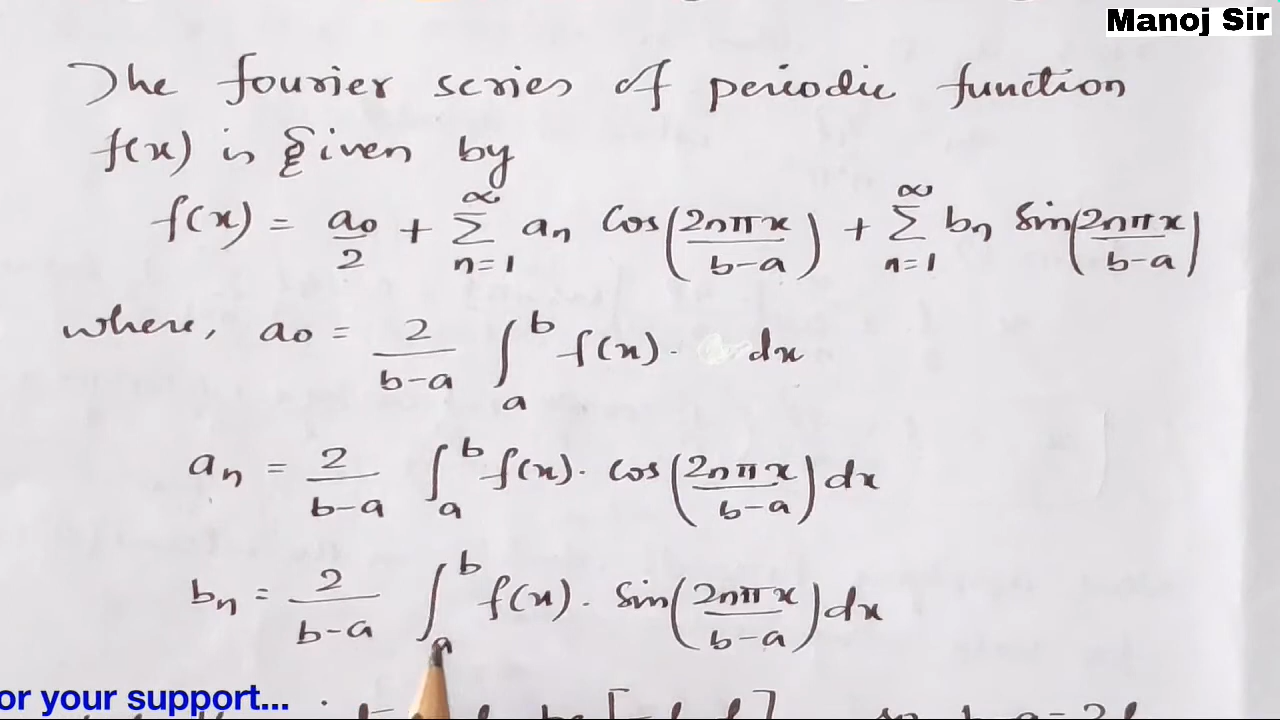 Manoj Sir
The fourier series of periodic function
f(x) is given by
f(x) = a₀/2 + ∑_{n=1}^{∞} aₙ cos(2nπx/(b-a)) + ∑_{n=1}^{∞} bₙ sin(2nπx/(b-a))
where, a₀ = 2/(b-a) ∫_a^b f(x). dx
aₙ = 2/(b-a) ∫_a^b f(x). cos(2nπx/(b-a)) dx
bₙ = 2/(b-a) ∫_a^b f(x). sin(2nπx/(b-a)) dx
or your support...